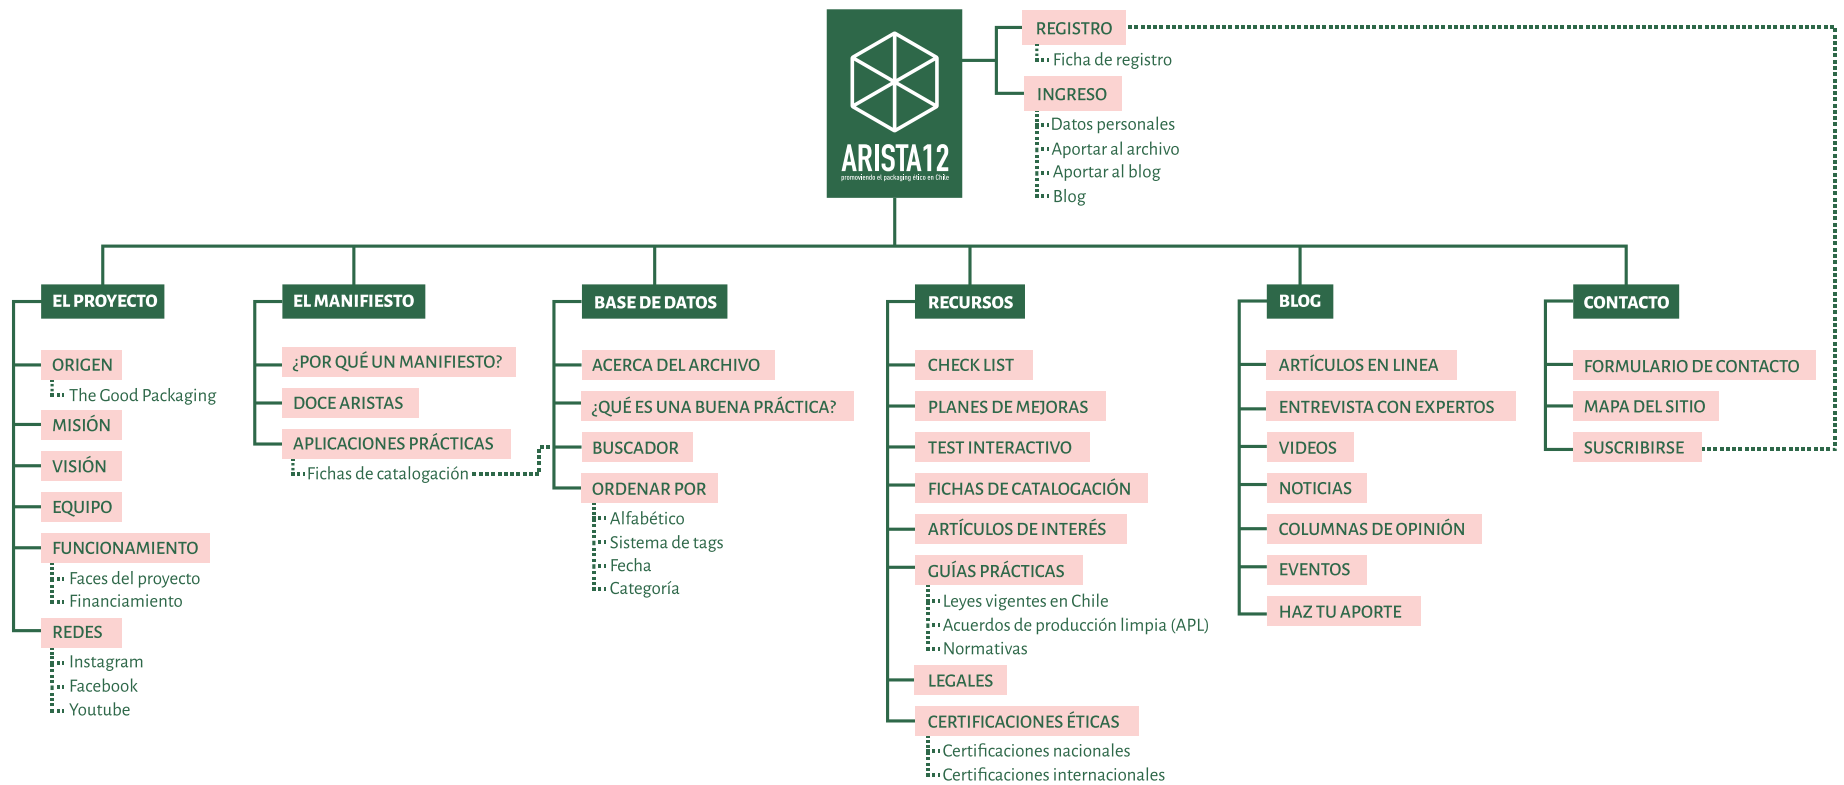 ARISTA12
promoviendo el packaging ético en Chile
REGISTRO
Ficha de registro
INGRESO
Datos personales
Aportar al archivo
Aportar al blog
Blog
EL PROYECTO
ORIGEN
The Good Packaging
MISIÓN
VISIÓN
EQUIPO
FUNCIONAMIENTO
Faces del proyecto
Financiamiento
REDES
Instagram
Facebook
Youtube
EL MANIFIESTO
¿POR QUÉ UN MANIFIESTO?
DOCE ARISTAS
APLICACIONES PRÁCTICAS
Fichas de catalogación
BASE DE DATOS
ACERCA DEL ARCHIVO
¿QUÉ ES UNA BUENA PRÁCTICA?
BUSCADOR
ORDENAR POR
Alfabético
Sistema de tags
Fecha
Categoría
RECURSOS
CHECK LIST
PLANES DE MEJORAS
TEST INTERACTIVO
FICHAS DE CATALOGACIÓN
ARTÍCULOS DE INTERÉS
GUÍAS PRÁCTICAS
Leyes vigentes en Chile
Acuerdos de producción limpia (APL)
Normativas
LEGALES
CERTIFICACIONES ÉTICAS
Certificaciones nacionales
Certificaciones internacionales
BLOG
ARTÍCULOS EN LINEA
ENTREVISTA CON EXPERTOS
VIDEOS
NOTICIAS
COLUMNAS DE OPINIÓN
EVENTOS
HAZ TU APORTE
CONTACTO
FORMULARIO DE CONTACTO
MAPA DEL SITIO
SUSCRIBIRSE